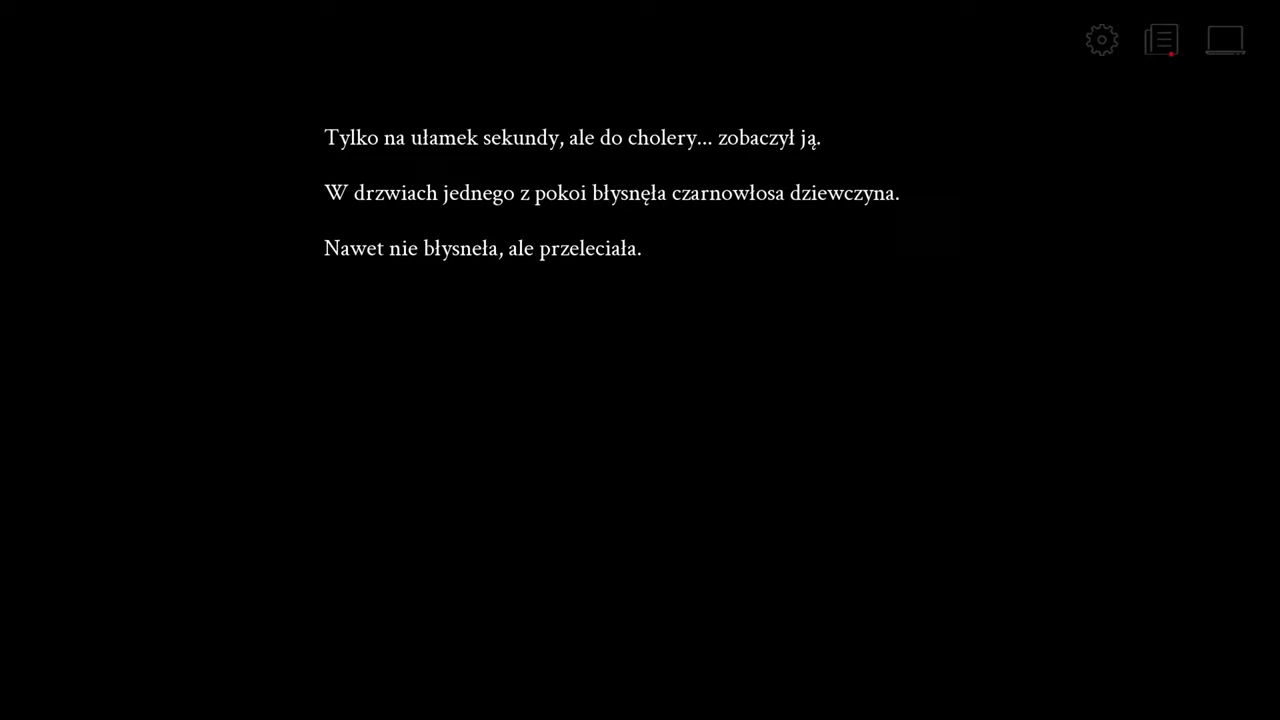 Tylko na ułamek sekundy, ale do cholery... zobaczył ją.
W drzwiach jednego z pokoi błysnęła czarnowłosa dziewczyna.
Nawet nie błysneła, ale przeleciała.